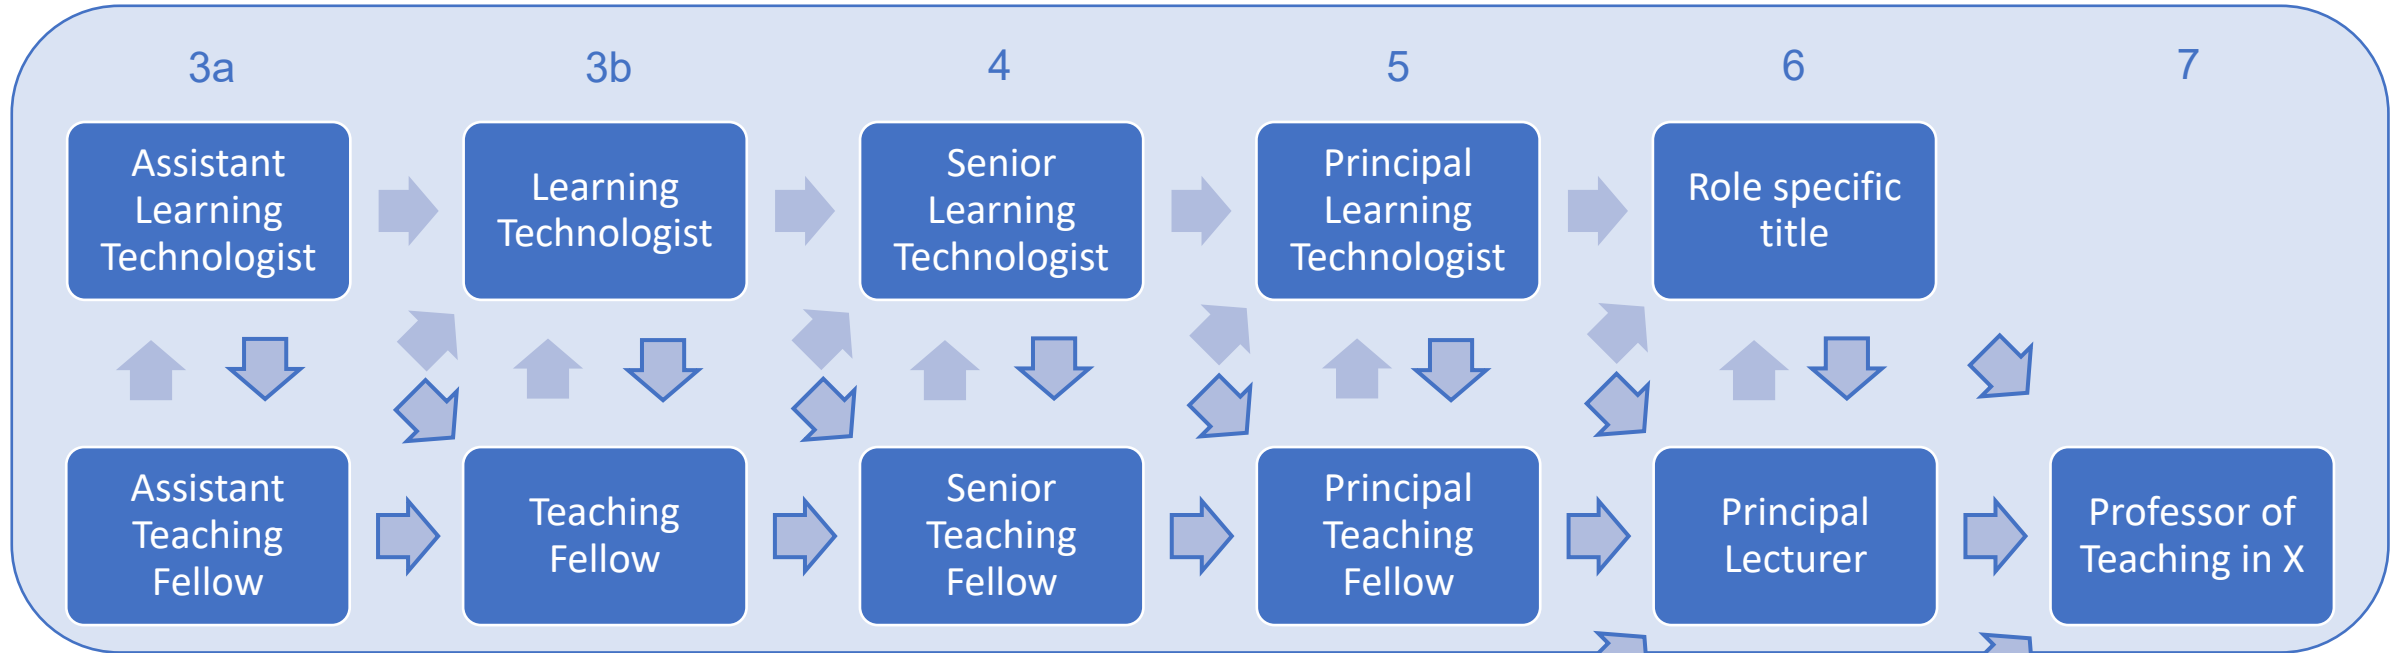 3a
3b
4
5
6
7
Assistant
Learning
Technologist
Learning
Technologist
Senior
Learning
Technologist
Principal
Learning
Technologist
Role specific
title
Assistant
Teaching
Fellow
Teaching
Fellow
Senior
Teaching
Fellow
Principal
Teaching
Fellow
Principal
Lecturer
Professor of
Teaching in X